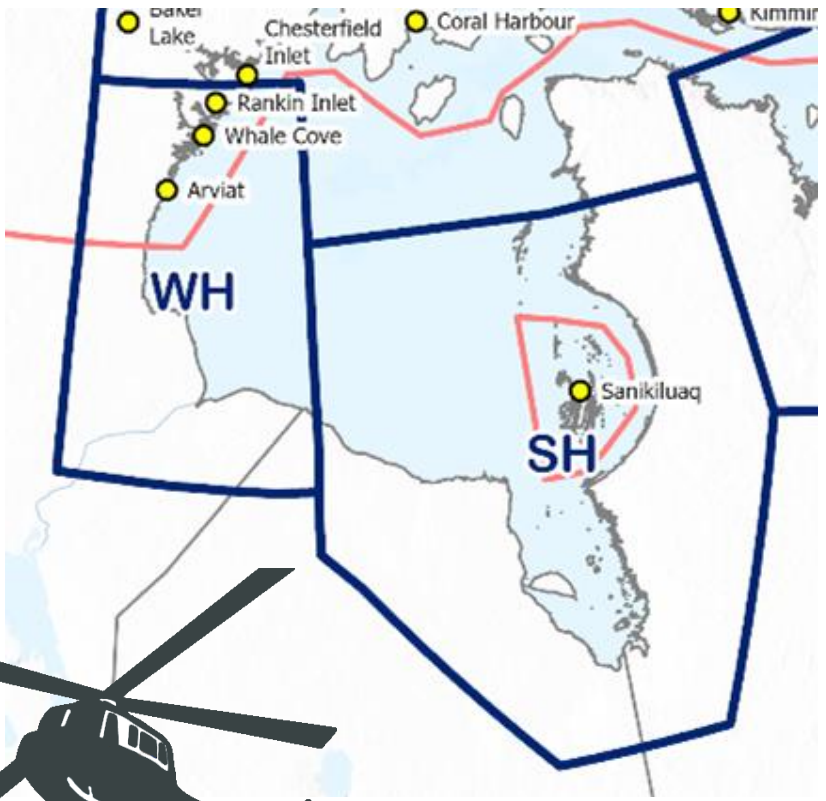 Baker
Lake
Chesterfield
Inlet
Coral Harbour
Rankin Inlet
Whale Cove
Arviat
WH
Sanikiluaq
SH